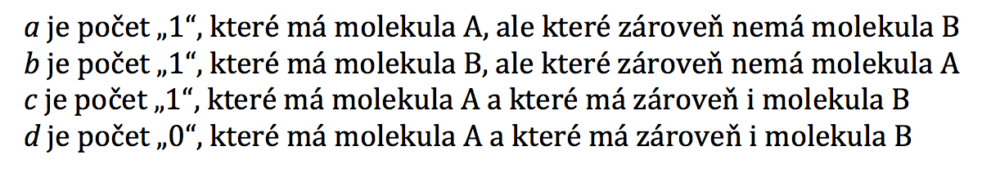 a je počet „1“, které má molekula A, ale které zároveň nemá molekula B
b je počet „1“, které má molekula B, ale které zároveň nemá molekula A
c je počet „1“, které má molekula A a které má zároveň i molekula B
d je počet „0“, které má molekula A a které má zároveň i molekula B